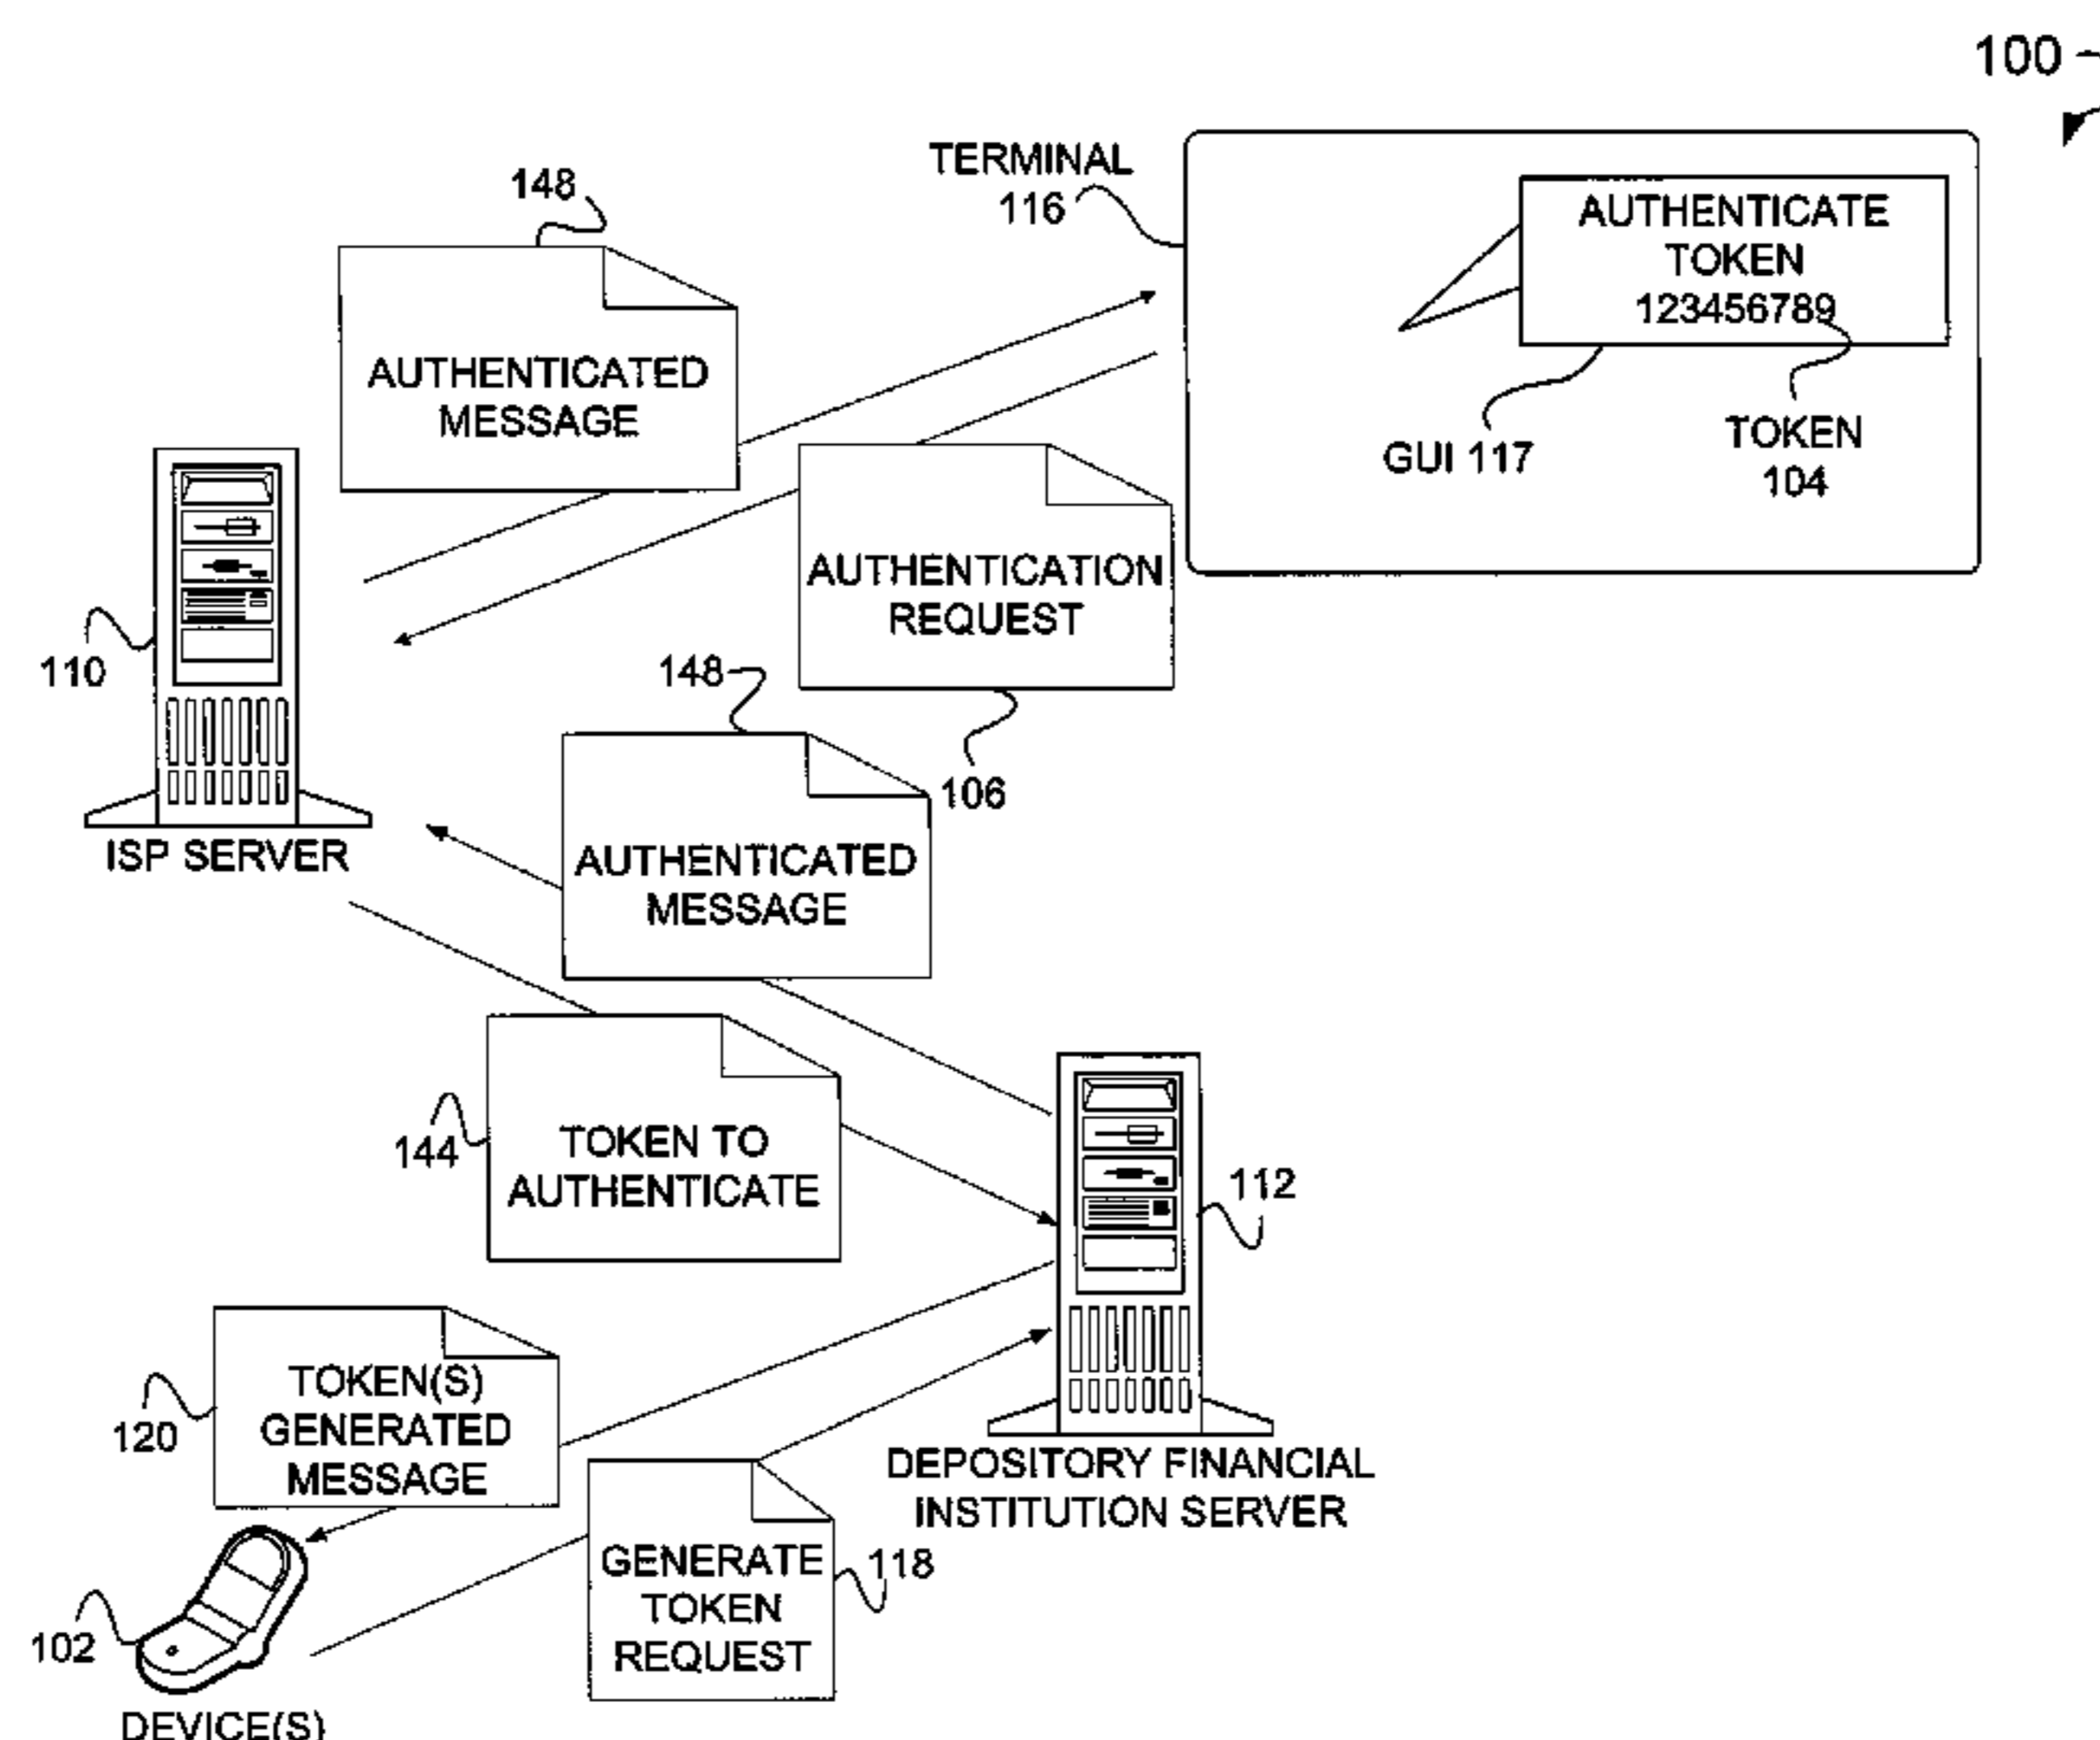 100
TERMINAL
116
AUTHENTICATE
TOKEN
123456789
GUI 117
TOKEN
104
148
AUTHENTICATED
MESSAGE
AUTHENTICATION
REQUEST
106
110
ISP SERVER
148
AUTHENTICATED
MESSAGE
144
TOKEN TO
AUTHENTICATE
112
DEPOSITORY FINANCIAL
INSTITUTION SERVER
120
TOKEN(S)
GENERATED
MESSAGE
118
GENERATE
TOKEN
REQUEST
102
DEVICE(S)